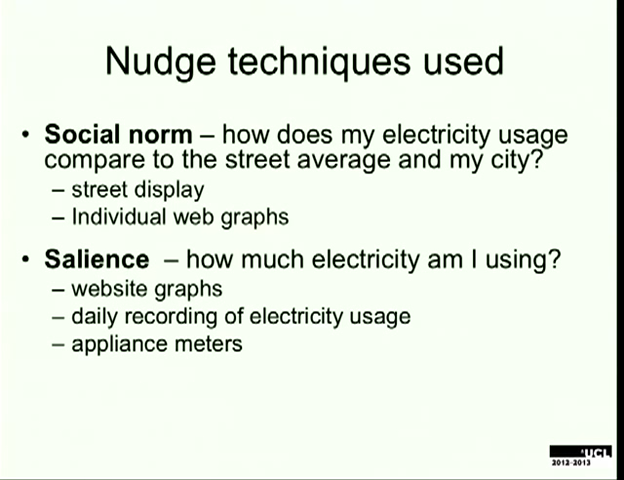 Nudge techniques used
• Social norm – how does my electricity usage
compare to the street average and my city?
– street display
– Individual web graphs
• Salience – how much electricity am I using?
– website graphs
– daily recording of electricity usage
– appliance meters
UCL
2012-2013